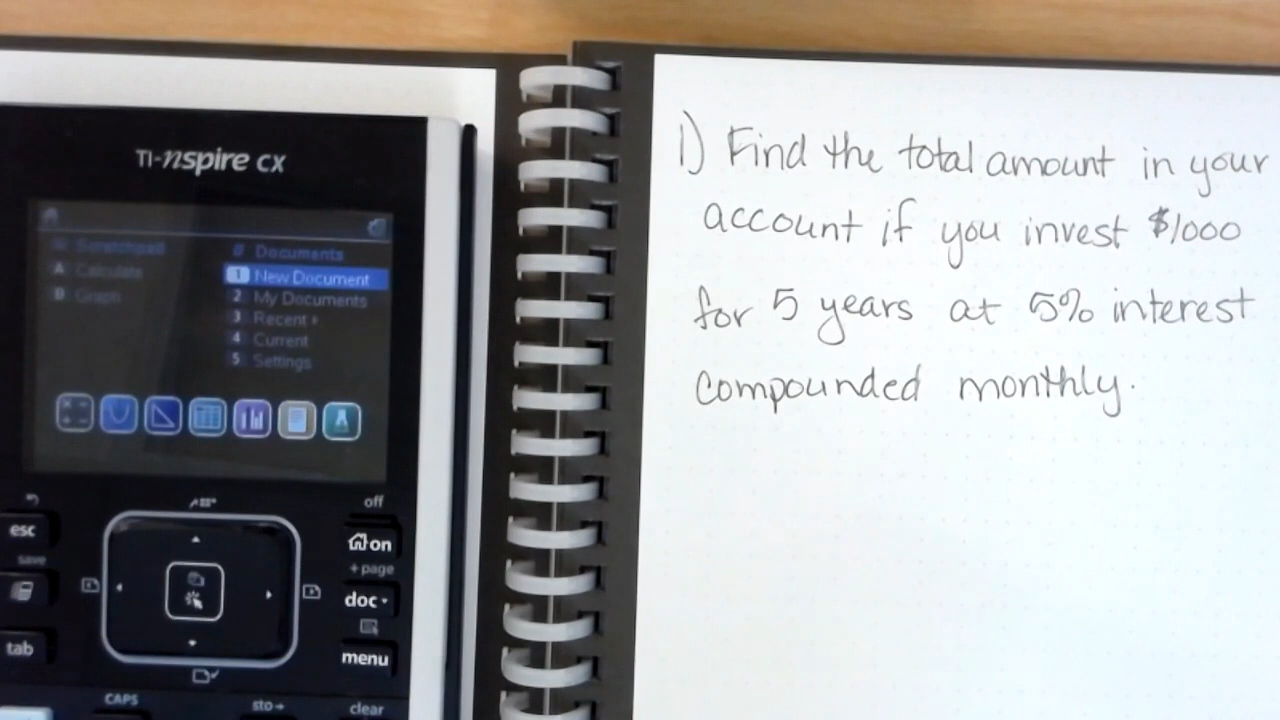 TI-nspire CX
Scratchpad
A Calculate
B Graph
Documents
1 New Document
2 My Documents
3 Recent
4 Current
5 Settings
esc
save
tab
off
on
+ page
doc
menu
CAPS
sto→
clear
1) Find the total amount in your
account if you invest $1000
for 5 years at 5% interest
compounded monthly.